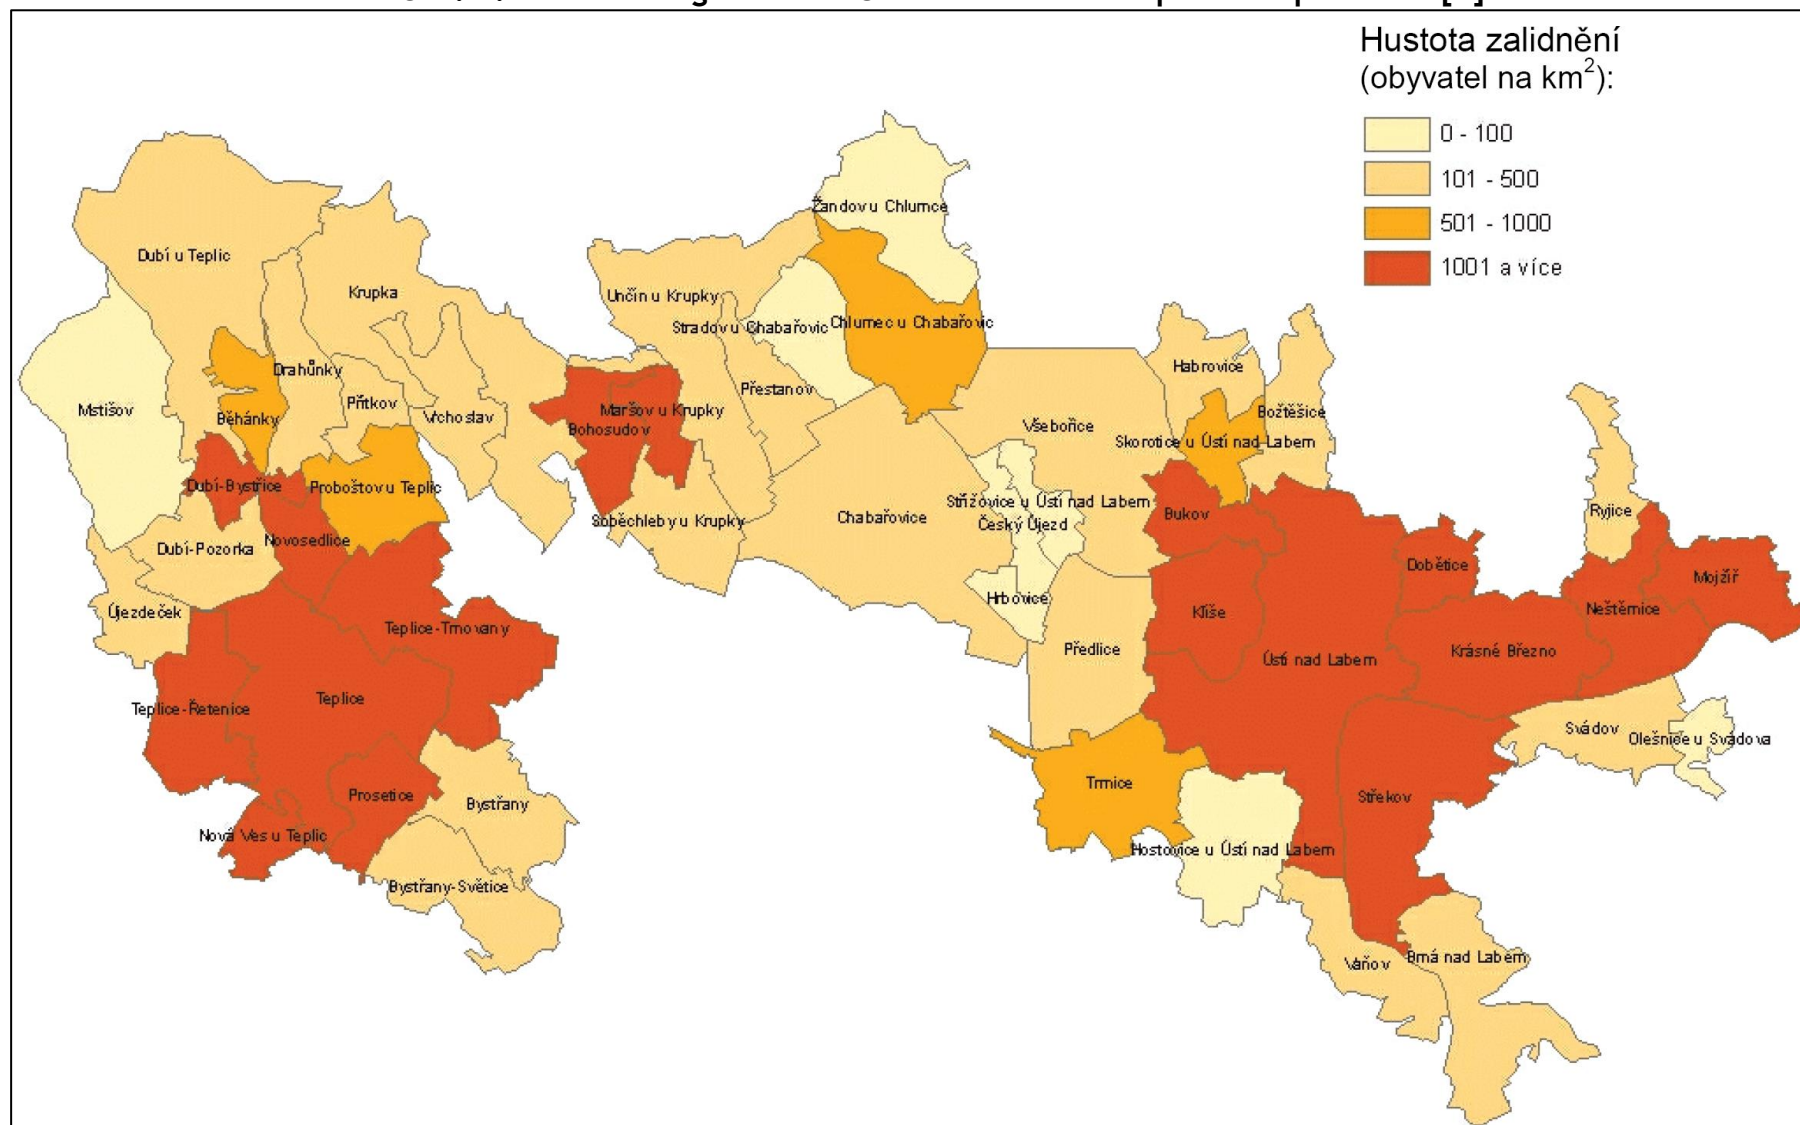 Hustota zalidnění
(obyvatel na km²):
0 - 100
101 - 500
501 - 1000
1001 a více
Žandov u Chlumce
Dubí u Teplic
Krupka
Unčín u Krupky
Stradov u Chabařovic
Chlumec u Chabařovic
Drahůnky
Habrovice
Přestanov
Mstišov
Běhánky
Přítkov
Vrchoslav
Maršov u Krupky
Bohosudov
Všebořice
Božtěšice
Skorotice u Ústí nad Labem
Dubí-Bystřice
Proboštov u Teplic
Střížovice u Ústí nad Labem
Chabařovice
Soběchleby u Krupky
Český Újezd
Bukov
Ryjice
Novosedlice
Dubí-Pozorka
Dobětice
Mojžíř
Hrbovice
Klíše
Neštěmice
Újezdeček
Teplice-Trnovany
Předlice
Krásné Březno
Ústí nad Labem
Teplice
Teplice-Řetenice
Svádov
Olešnice u Svádova
Trmice
Prosetice
Střekov
Bystřany
Nová Ves u Teplic
Hostovice u Ústí nad Labem
Bystřany-Světice
Vaňov
Brná nad Labem